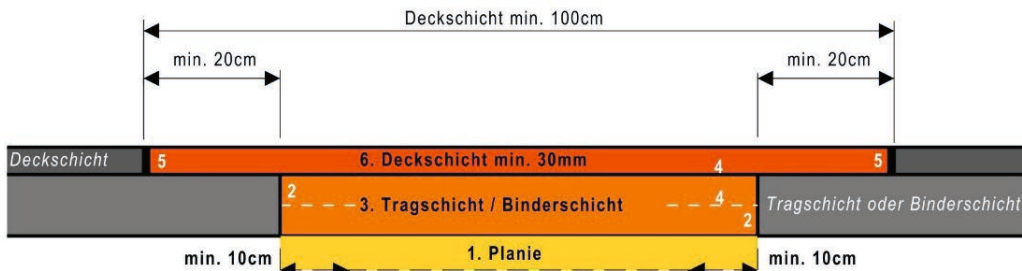 Deckschicht min. 100cm
min. 20cm
min. 20cm
Deckschicht
5
6. Deckschicht min. 30mm
4
5
2
3. Tragschicht / Binderschicht
4
2
Tragschicht oder Binderschicht
min. 10cm
1. Planie
min. 10cm